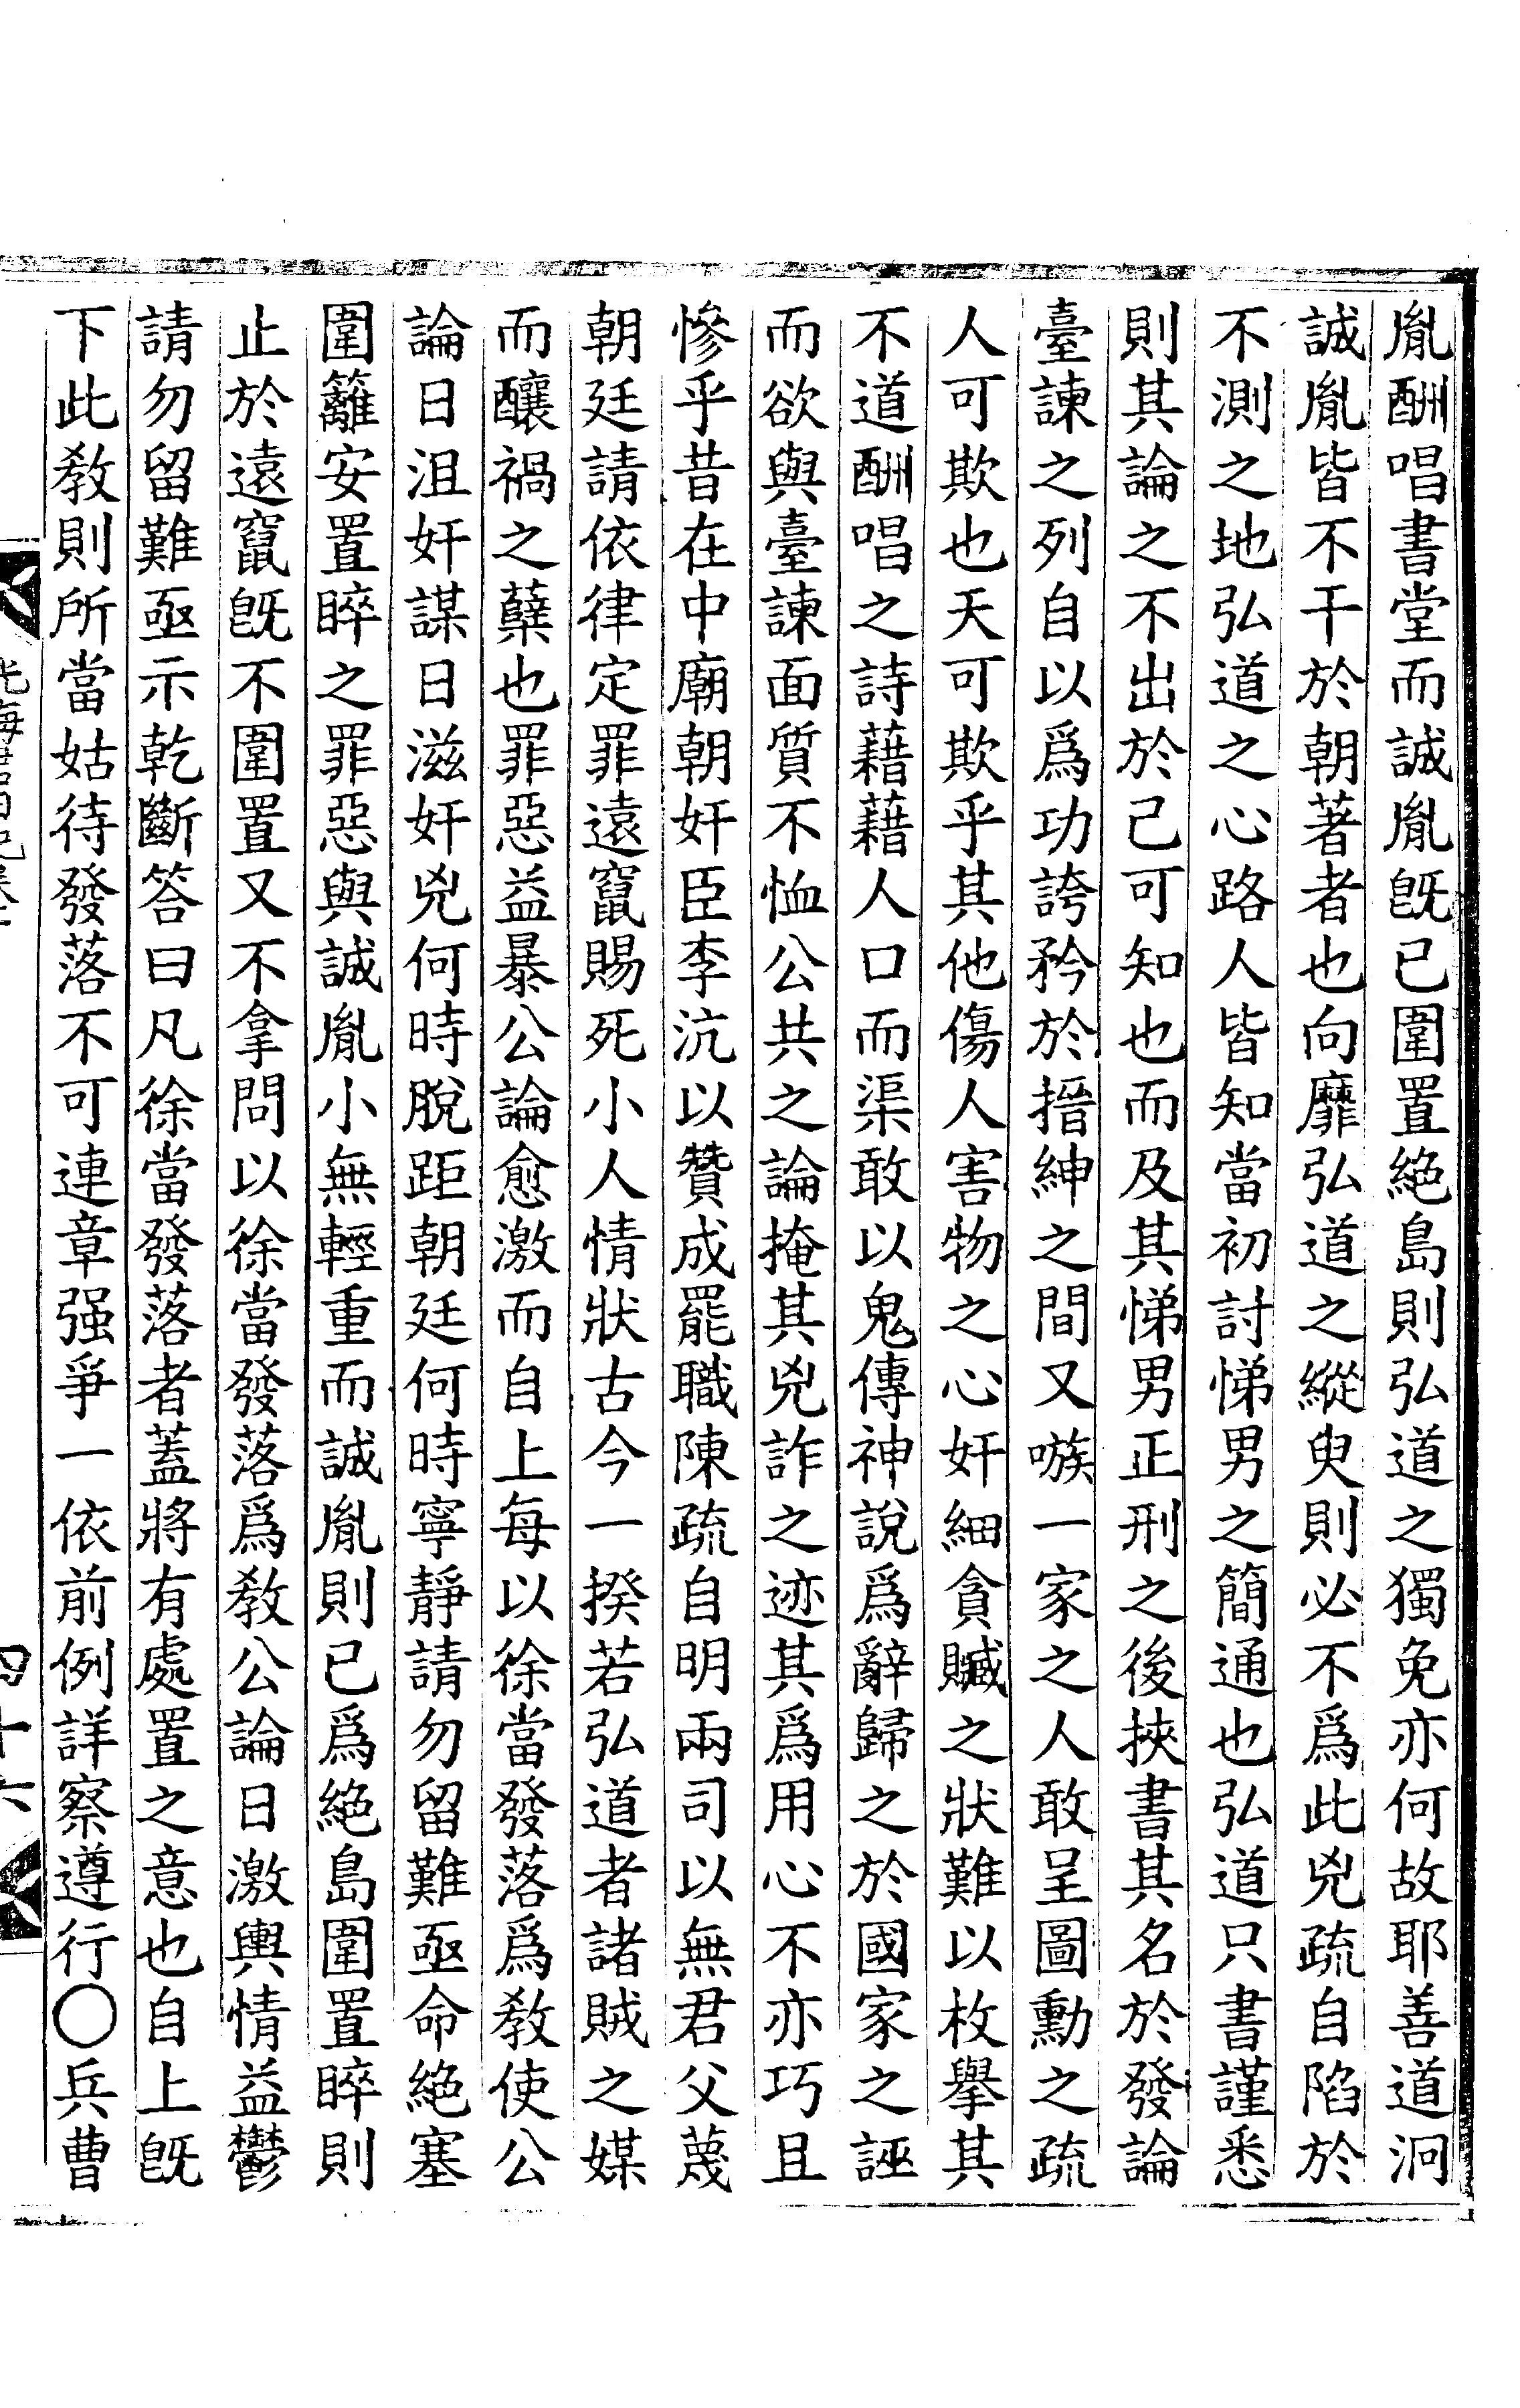 胤酬唱書堂而誠胤旣已圍置絶島則弘道之獨免亦何故耶善道泂
誠胤皆不干於朝著者也向靡弘道之縱臾則必不爲此兇疏自陷於
不測之地弘道之心路人皆知當初討悌男之簡通也弘道只書謹悉
則其論之不出於己可知也而及其悌男正刑之後挾書其名於發論
臺諫之列自以爲功誇矜於搢紳之間又嗾一家之人敢呈圖勳之疏
人可欺也天可欺乎其他傷人害物之心奸細貪贓之狀難以枚擧其
不道酬唱之詩藉藉人口而渠敢以鬼傳神說爲辭歸之於國家之誣
而欲與臺諫面質不恤公共之論掩其兇詐之迹其爲用心不亦巧且
慘乎昔在中廟朝奸臣李沆以贊成罷職陳疏自明兩司以無君父蔑
朝廷請依律定罪遠竄賜死小人情狀古今一揆若弘道者諸賊之媒
而釀禍之蘖也罪惡益暴公論愈激而自上每以徐當發落爲敎使公
論日沮奸謀日滋奸兇何時脫距朝廷何時寧靜請勿留難亟命絶塞
圍籬安置睟之罪惡與誠胤小無輕重而誠胤則已爲絶島圍置睟則
止於遠竄旣不圍置又不拿問以徐當發落爲敎公論日激輿情益鬱
請勿留難亟示乾斷答曰凡徐當發落者蓋將有處置之意也自上旣
下此敎則所當姑待發落不可連章强爭一依前例詳察遵行○兵曹
四十六